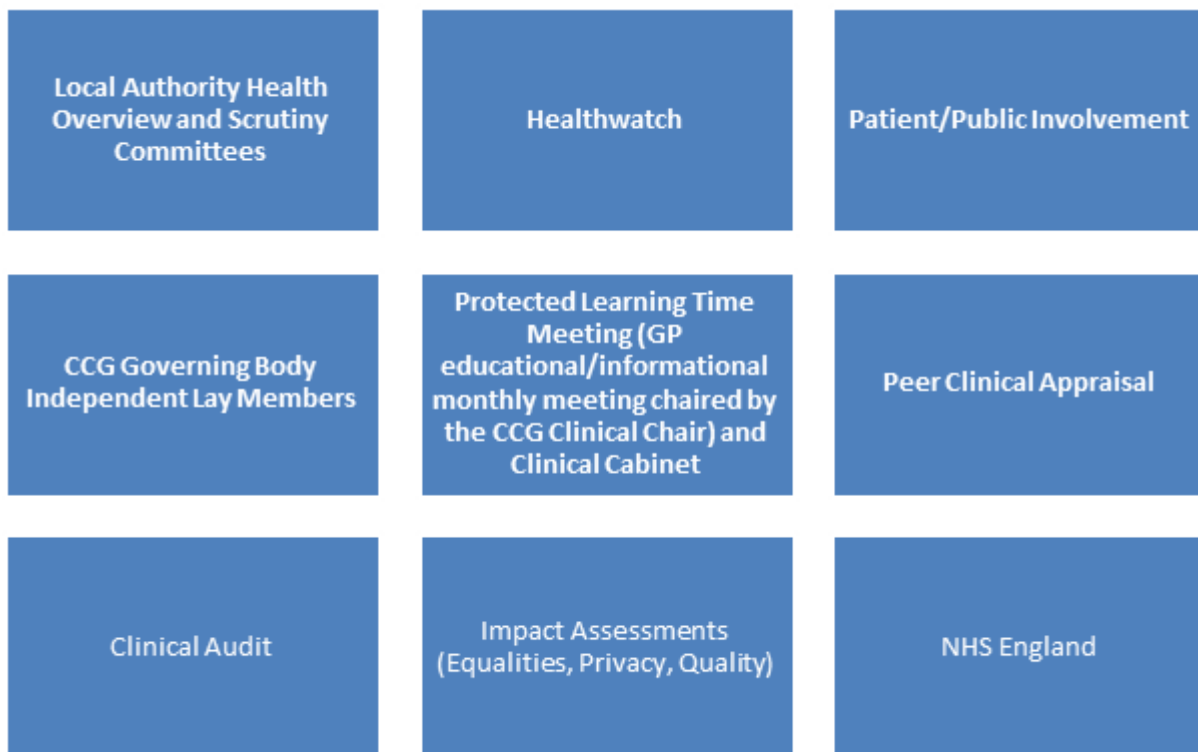 Local Authority Health
Overview and Scrutiny
Committees
Healthwatch
Patient/Public Involvement
CCG Governing Body
Independent Lay Members
Protected Learning Time
Meeting (GP
educational/informational
monthly meeting chaired by
the CCG Clinical Chair) and
Clinical Cabinet
Peer Clinical Appraisal
Clinical Audit
Impact Assessments
(Equalities, Privacy, Quality)
NHS England